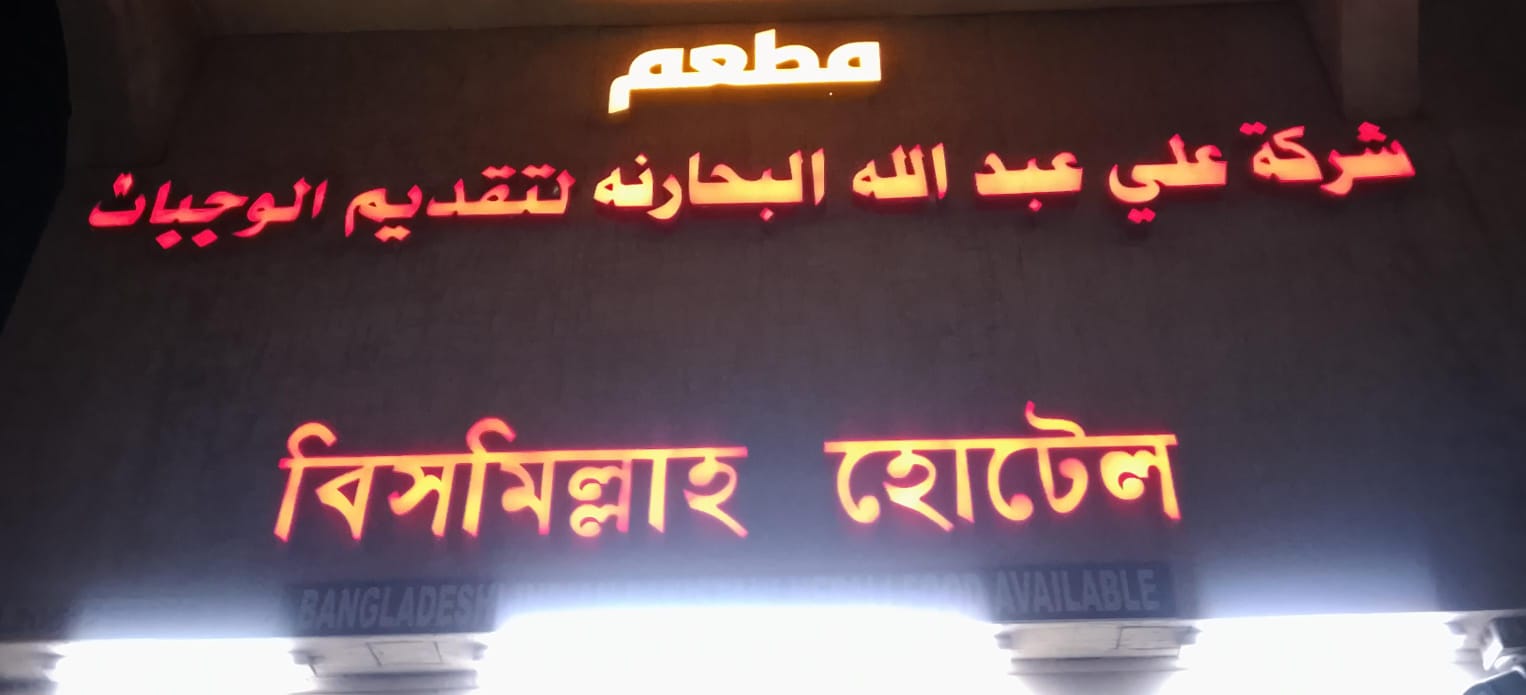 مطعم
شركة علي عبد الله البحارنه لتقديم الوجبات
বিসমিল্লাহ হোটেল
BANGLADESH AVAILABLE